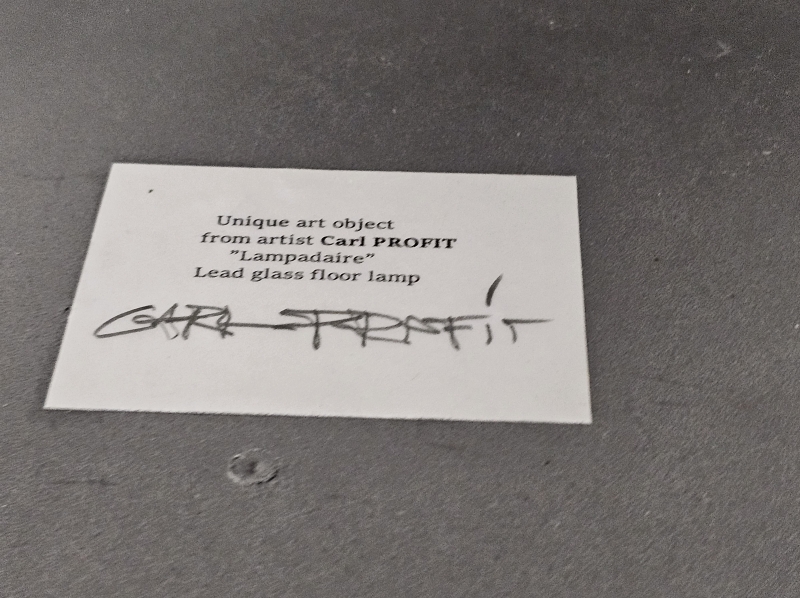 Unique art object
from artist Carl PROFIT
"Lampadaire"
Lead glass floor lamp
CARL PROFIT